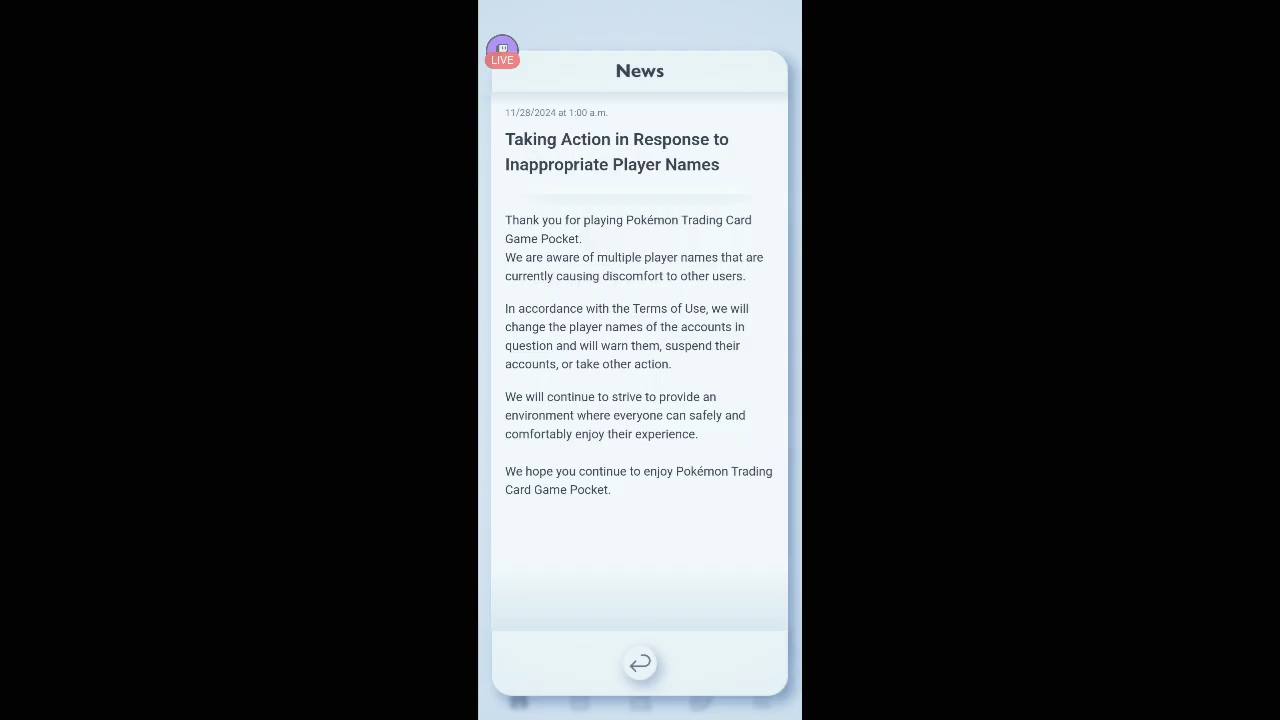 LIVE
News
11/28/2024 at 1:00 a.m.
Taking Action in Response to
Inappropriate Player Names
Thank you for playing Pokémon Trading Card
Game Pocket.
We are aware of multiple player names that are
currently causing discomfort to other users.
In accordance with the Terms of Use, we will
change the player names of the accounts in
question and will warn them, suspend their
accounts, or take other action.
We will continue to strive to provide an
environment where everyone can safely and
comfortably enjoy their experience.
We hope you continue to enjoy Pokémon Trading
Card Game Pocket.